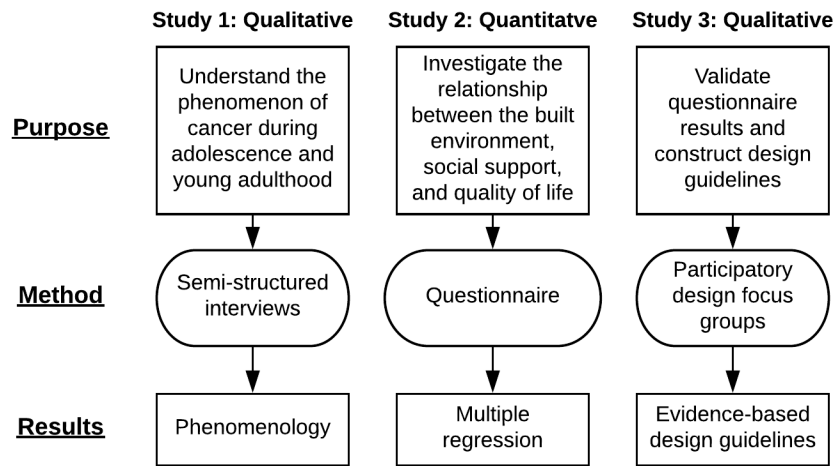 Study 1: Qualitative
Study 2: Quantitatve
Study 3: Qualitatve
Purpose
Understand the
phenomenon of
cancer during
adolescence and
young adulthood
Investigate the
relationship
between the built
environment,
social support,
and quality of life
Validate
questionnaire
results and
construct design
guidelines
Method
Semi-structured
interviews
Questionnaire
Participatory
design focus
groups
Results
Phenomenology
Multiple
regression
Evidence-based
design guidelines